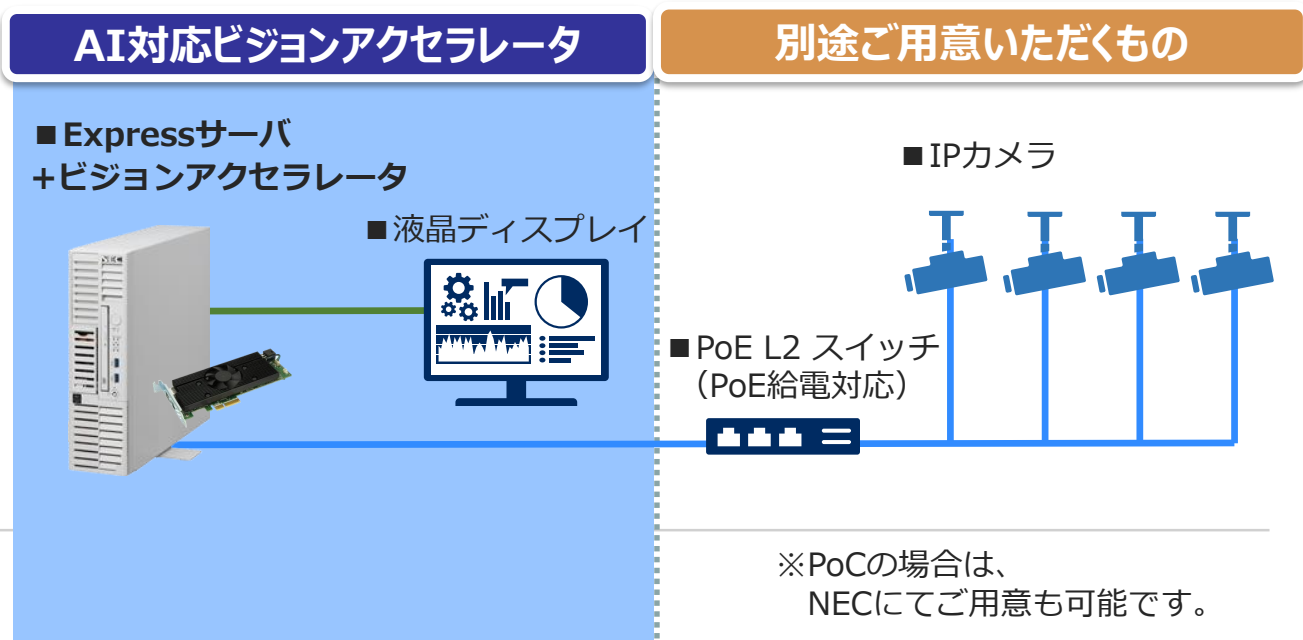 AI対応ビジョンアクセラレータ
別途ご用意いただくもの
■Expressサーバ
+ビジョンアクセラレータ
■液晶ディスプレイ
NEC
■IPカメラ
■PoE L2 スイッチ
（PoE給電対応）
※PoCの場合は、
NECにてご用意も可能です。